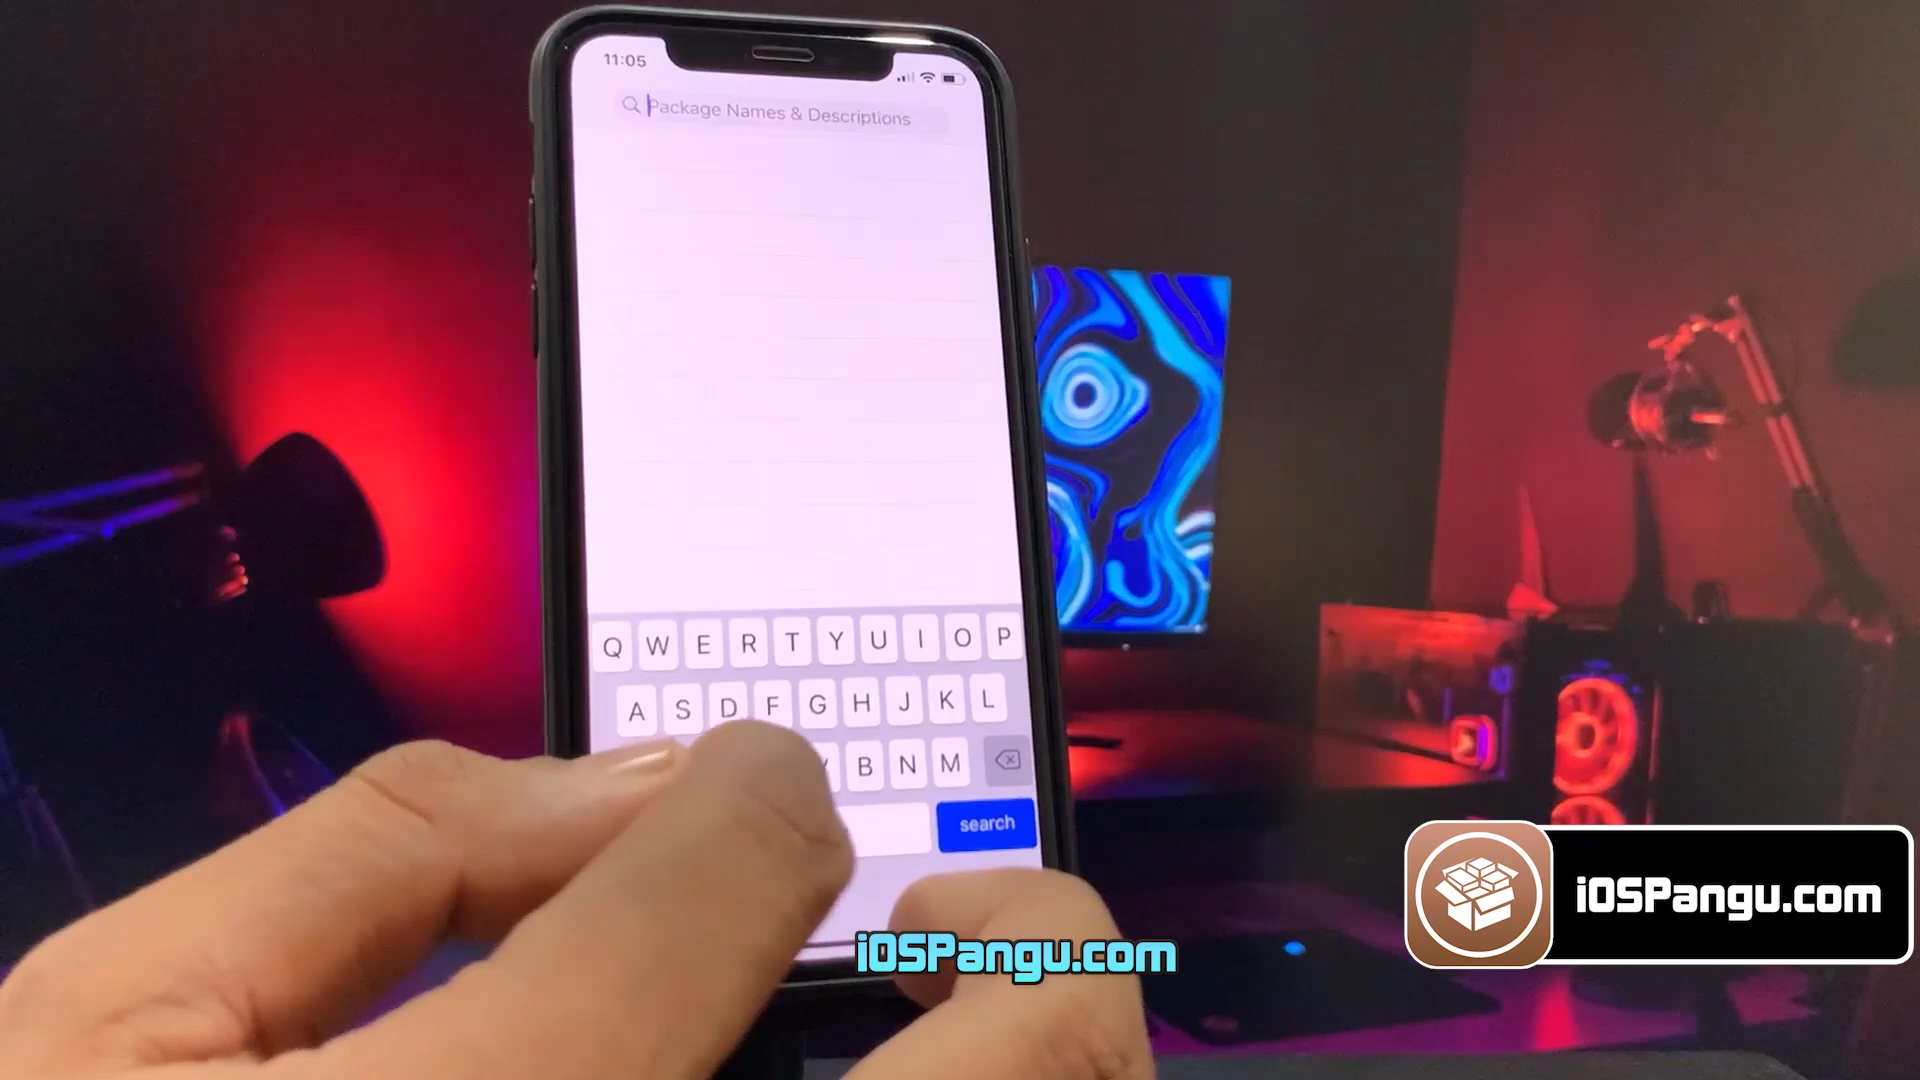 11:05
Package Names & Descriptions
Q W E R T Y U I O P
A S D F G H J K L
B N M
search
iOSPangu.com
iOSPangu.com